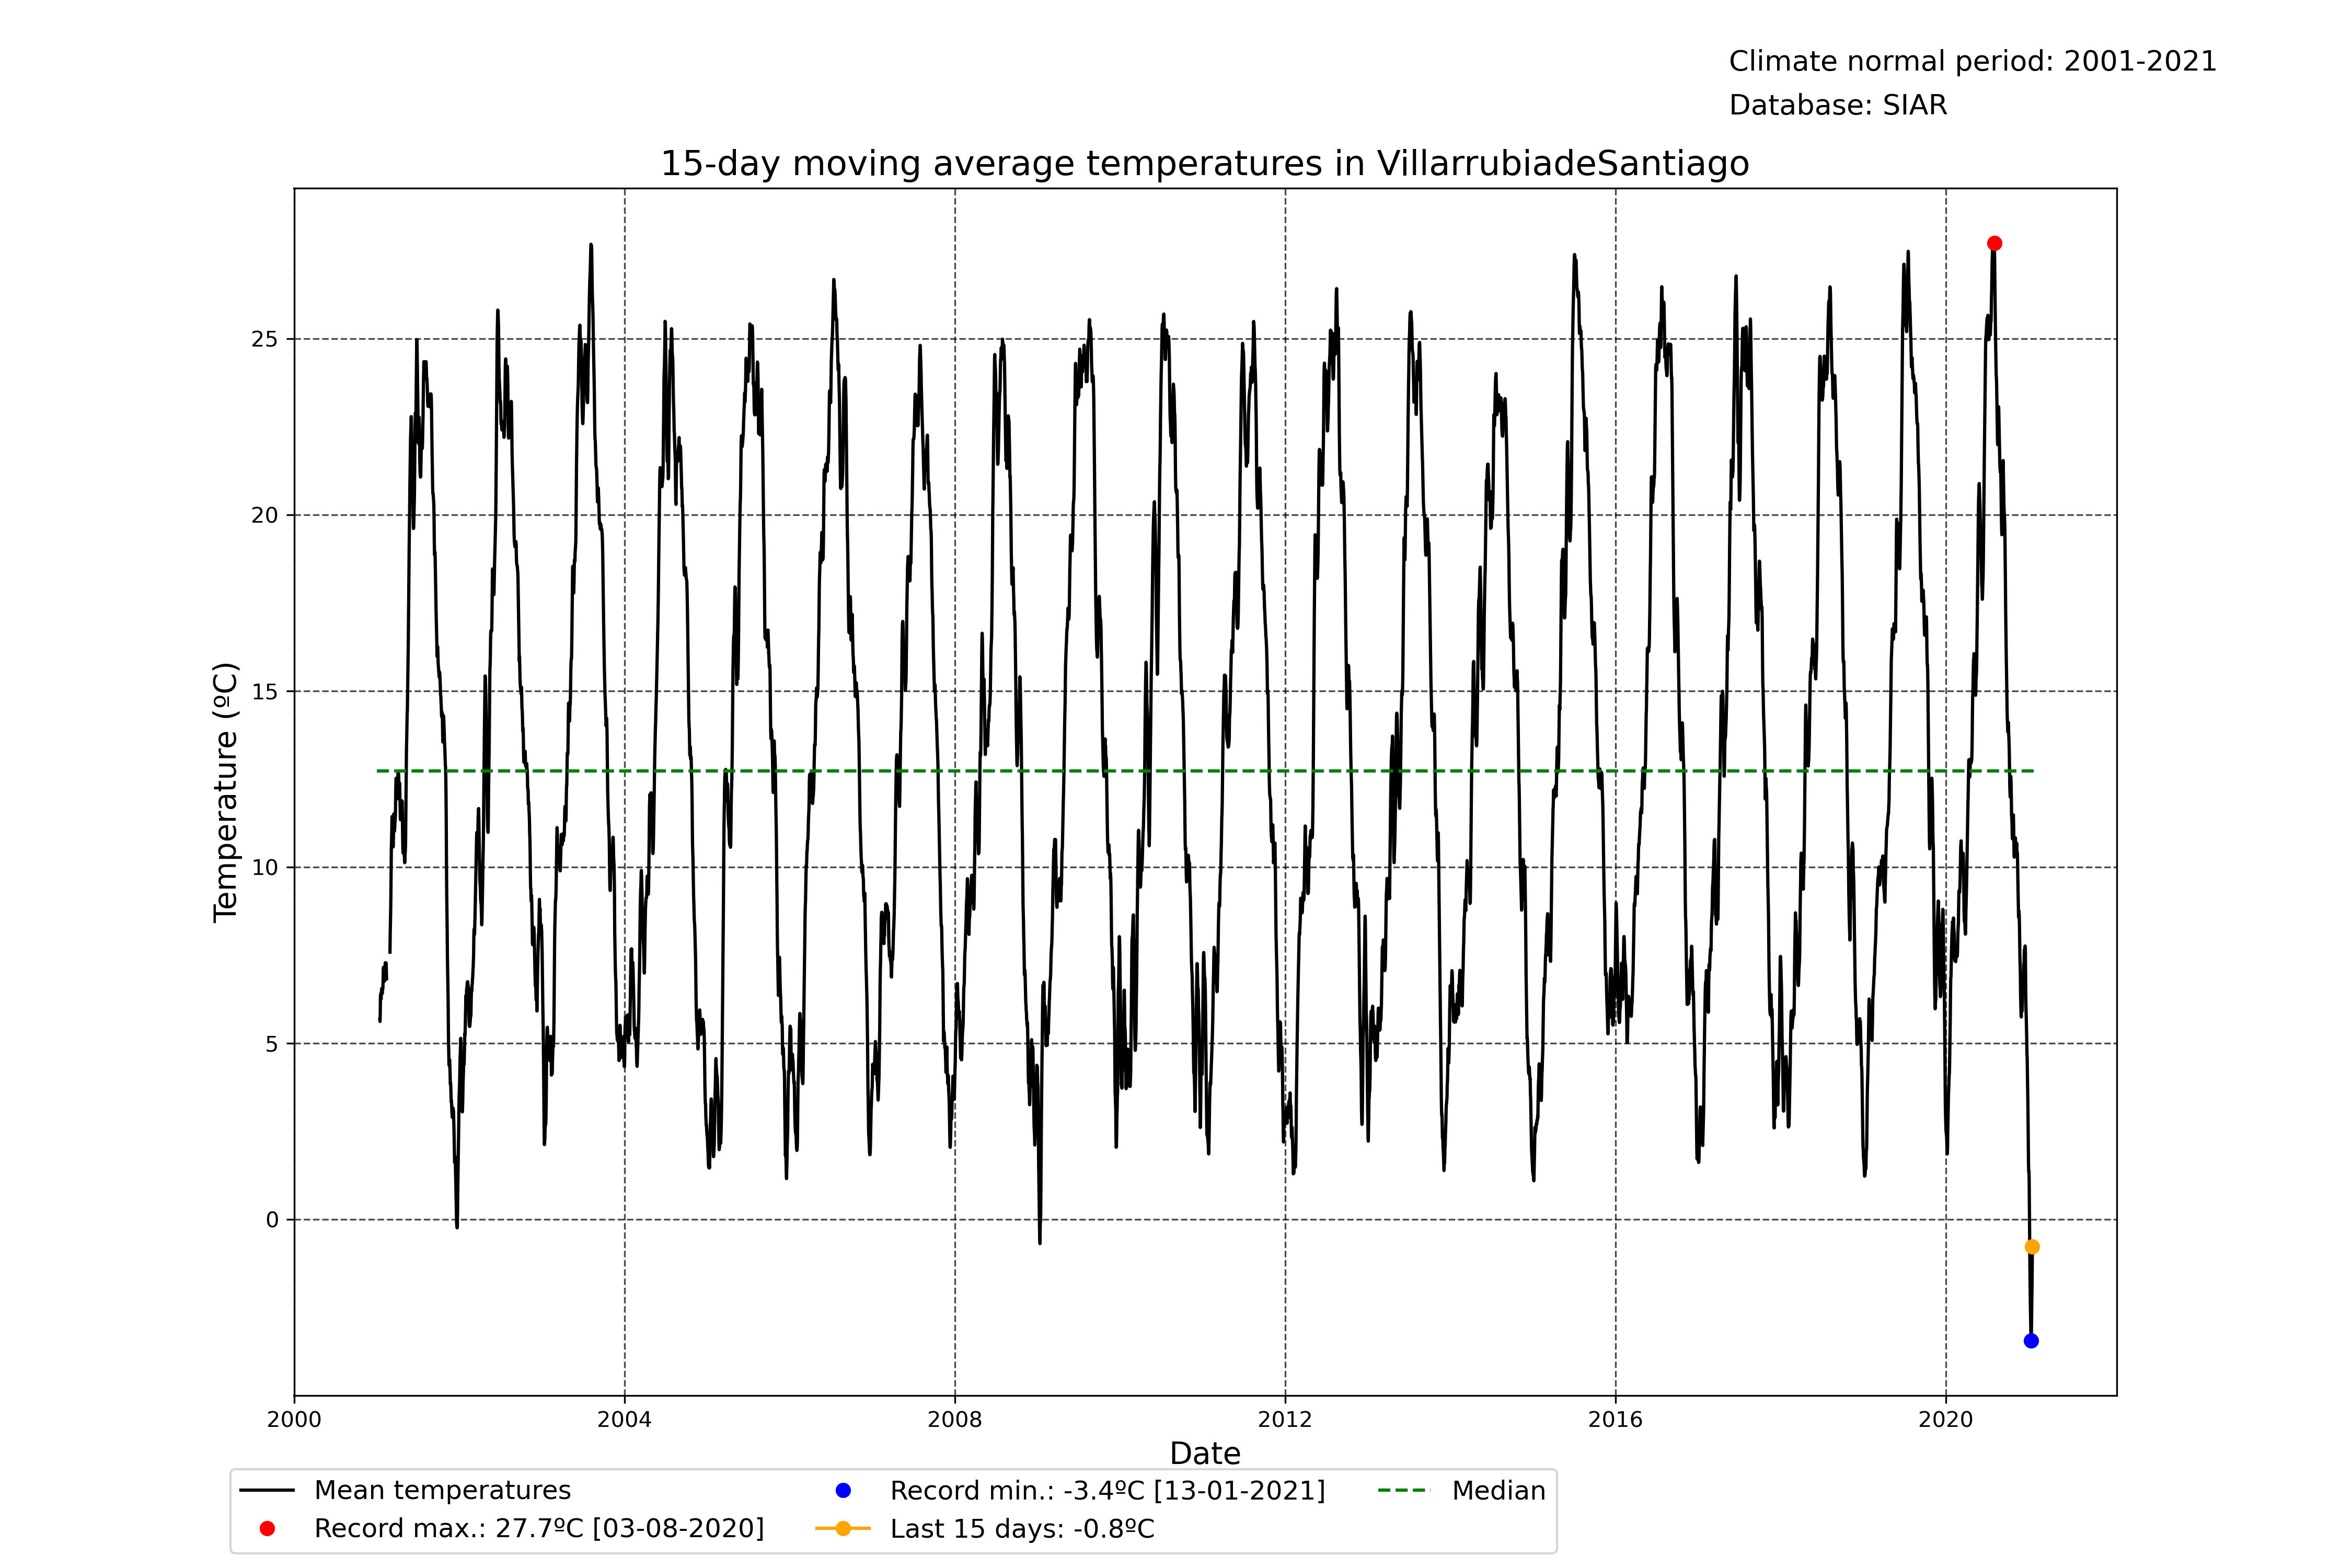 Climate normal period: 2001-2021
Database: SIAR
15-day moving average temperatures in VillarrubiadeSantiago
Temperature (ºC)
25
20
15
10
5
0
2000
2004
2008
2012
2016
2020
Date
Mean temperatures
Record max.: 27.7ºC [03-08-2020]
Record min.: -3.4ºC [13-01-2021]
Last 15 days: -0.8ºC
Median